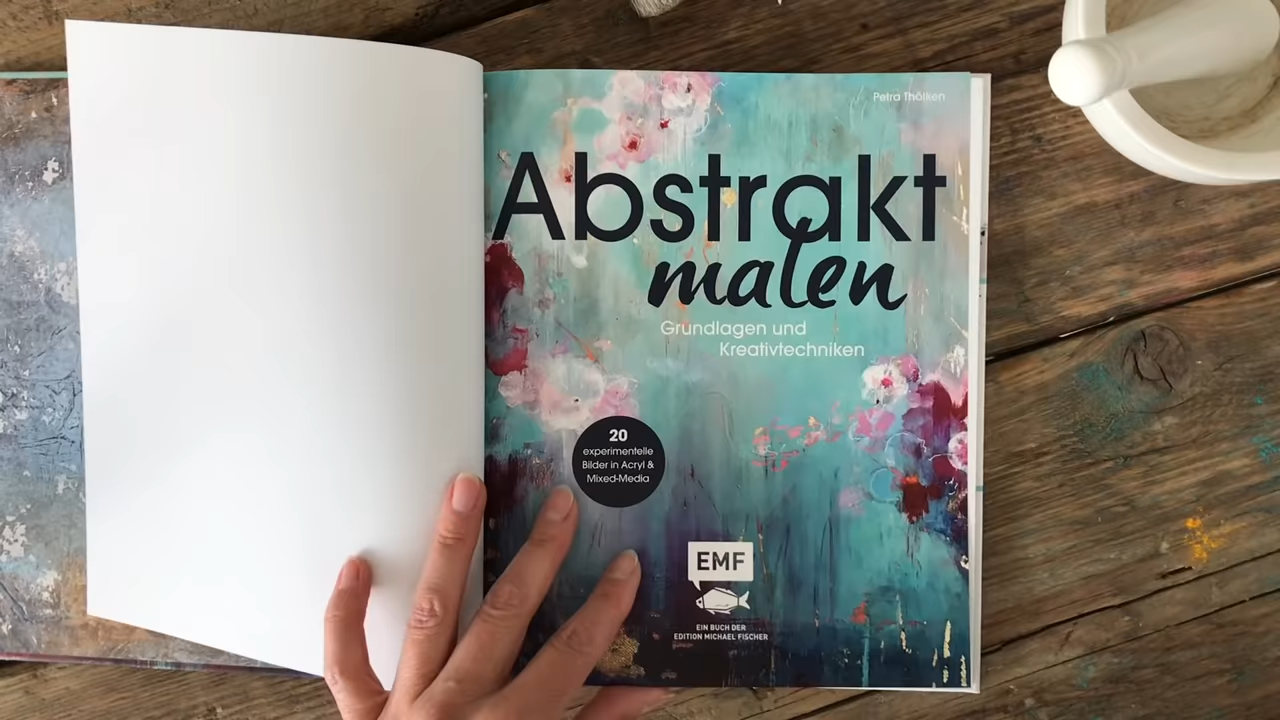 Petra Thölken
Abstrakt
malen
Grundlagen und
Kreativtechniken
20
experimentelle
Bilder in Acryl &
Mixed-Media
EMF
EIN BUCH DER
EDITION MICHAEL FISCHER